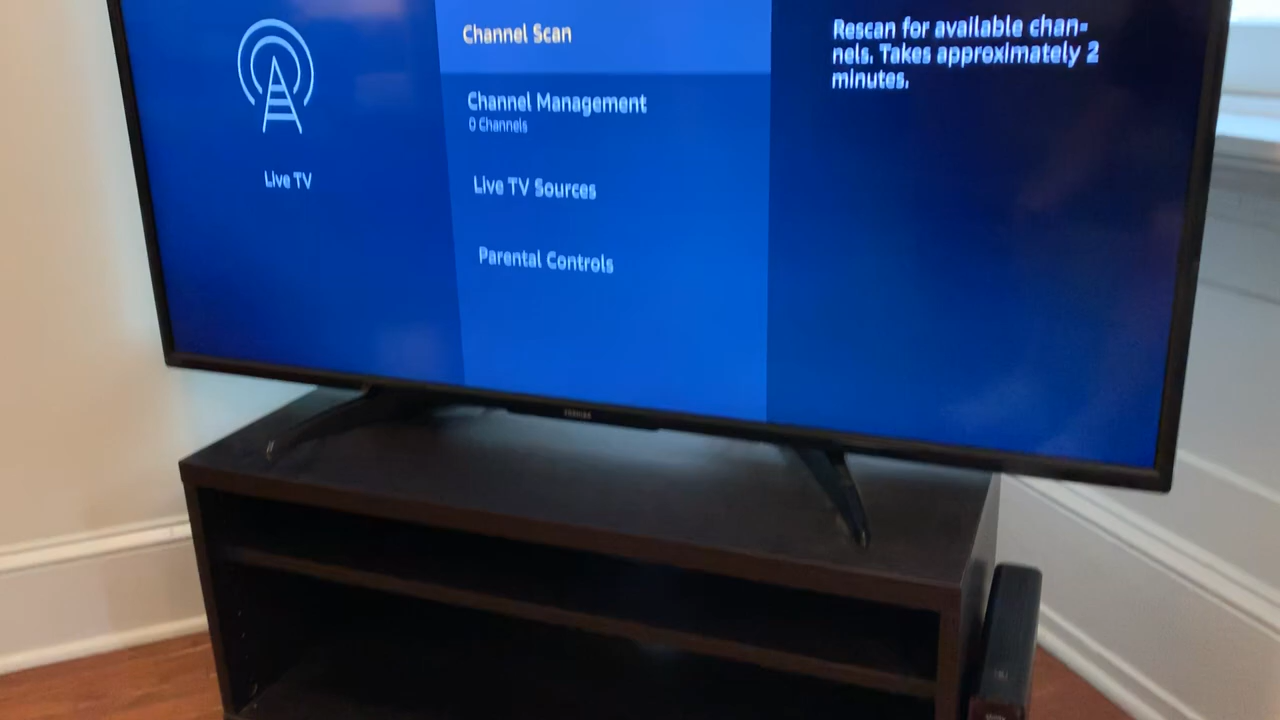 Channel Scan
Channel Management
0 Channels
Live TV Sources
Parental Controls
Live TV
Rescan for available chan-
nels. Takes approximately 2
minutes.
TOSHIBA